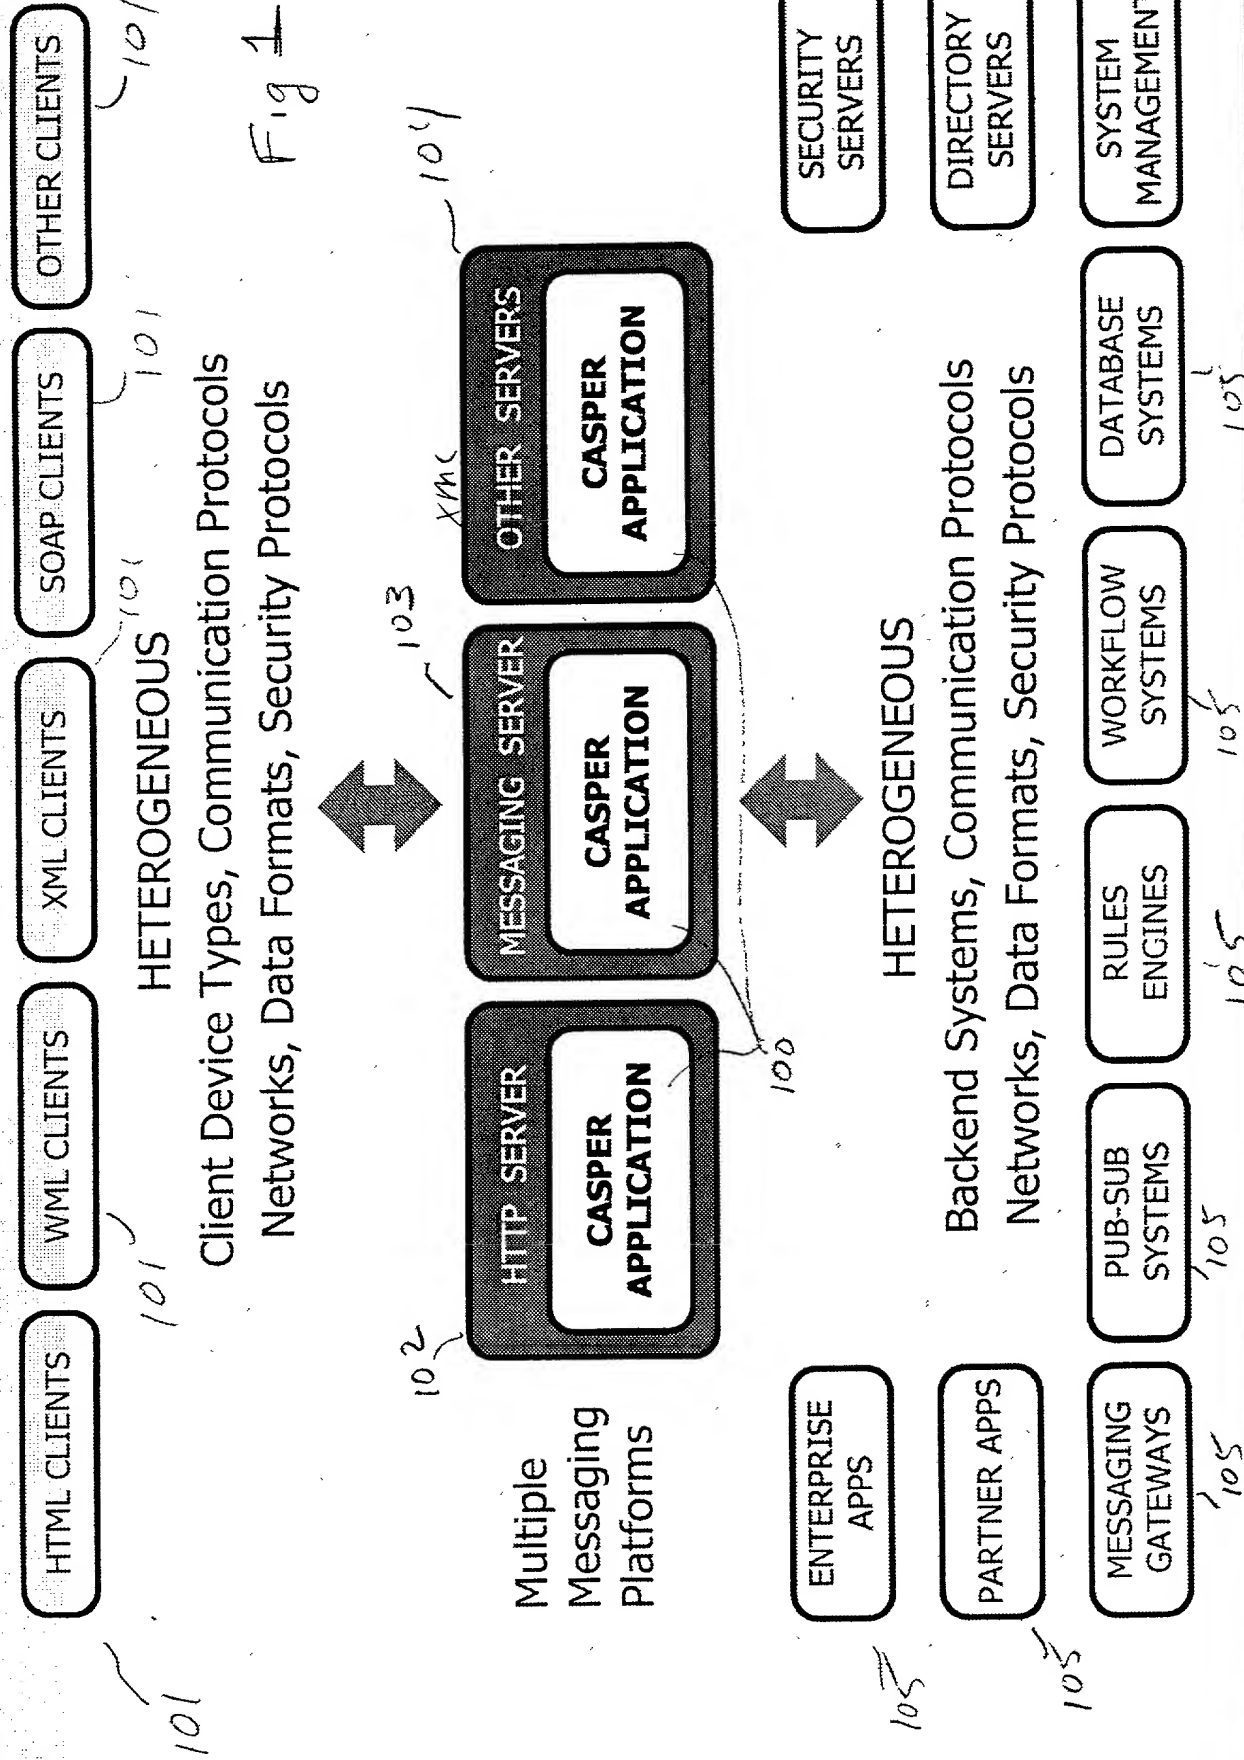 HTML CLIENTS
WML CLIENTS
XML CLIENTS
SOAP CLIENTS
OTHER CLIENTS
101
101
101
101
101
HETEROGENEOUS
Client Device Types, Communication Protocols
Networks, Data Formats, Security Protocols
Fig 1
102
103
104
Multiple
Messaging
Platforms
HTTP SERVER
CASPER
APPLICATION
MESSAGING SERVER
CASPER
APPLICATION
XMC
OTHER SERVERS
CASPER
APPLICATION
100
HETEROGENEOUS
Backend Systems, Communication Protocols
Networks, Data Formats, Security Protocols
ENTERPRISE
APPS
105
SECURITY
SERVERS
PARTNER APPS
105
DIRECTORY
SERVERS
MESSAGING
GATEWAYS
PUB-SUB
SYSTEMS
RULES
ENGINES
WORKFLOW
SYSTEMS
DATABASE
SYSTEMS
SYSTEM
MANAGEMENT
105
105
105
105
105